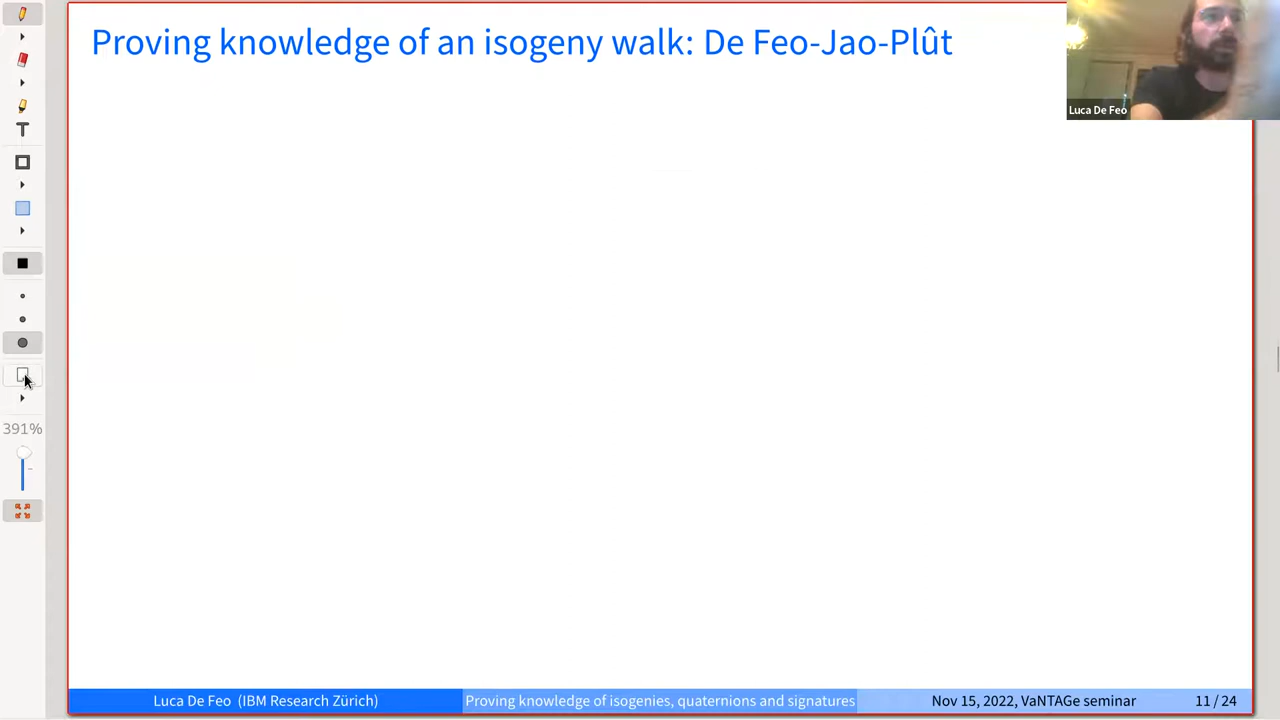 Proving knowledge of an isogeny walk: De Feo-Jao-Plût
Luca De Feo
T
391%
Luca De Feo (IBM Research Zürich)
Proving knowledge of isogenies, quaternions and signatures
Nov 15, 2022, VaNTAGe seminar
11 / 24